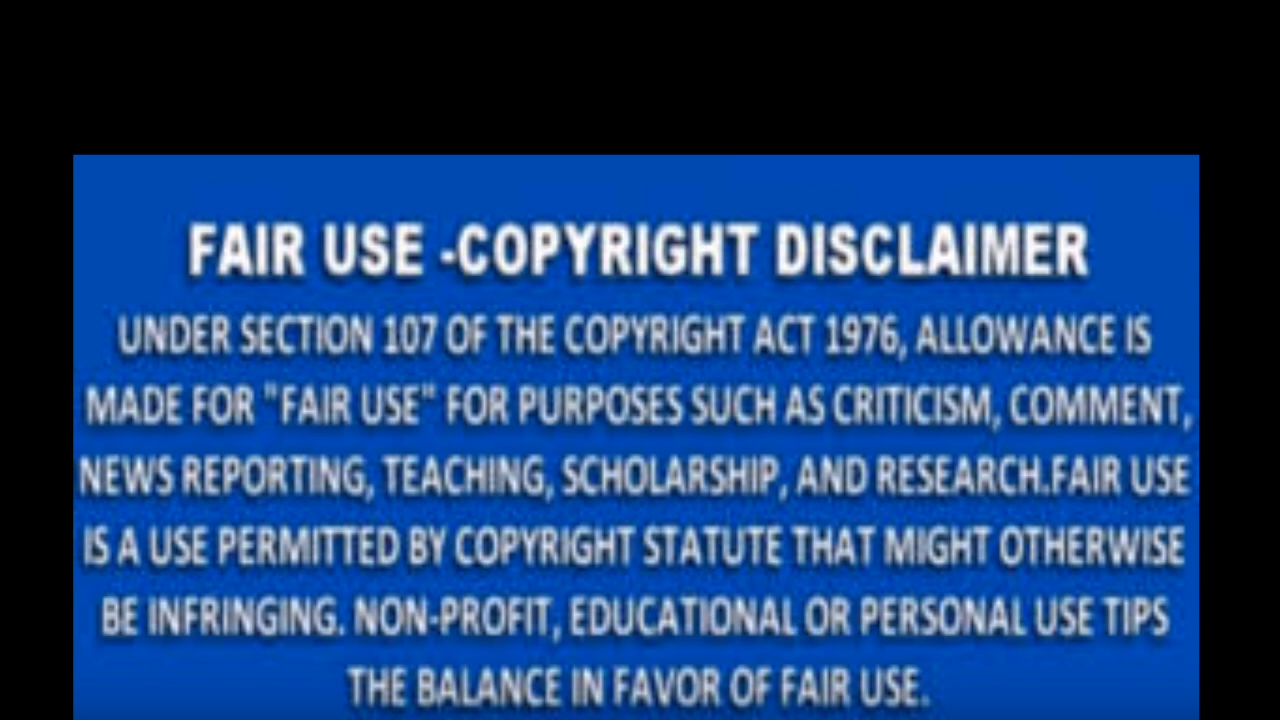 FAIR USE -COPYRIGHT DISCLAIMER
UNDER SECTION 107 OF THE COPYRIGHT ACT 1976, ALLOWANCE IS
MADE FOR "FAIR USE" FOR PURPOSES SUCH AS CRITICISM, COMMENT,
NEWS REPORTING, TEACHING, SCHOLARSHIP, AND RESEARCH.FAIR USE
IS A USE PERMITTED BY COPYRIGHT STATUTE THAT MIGHT OTHERWISE
BE INFRINGING. NON-PROFIT, EDUCATIONAL OR PERSONAL USE TIPS
THE BALANCE IN FAVOR OF FAIR USE.